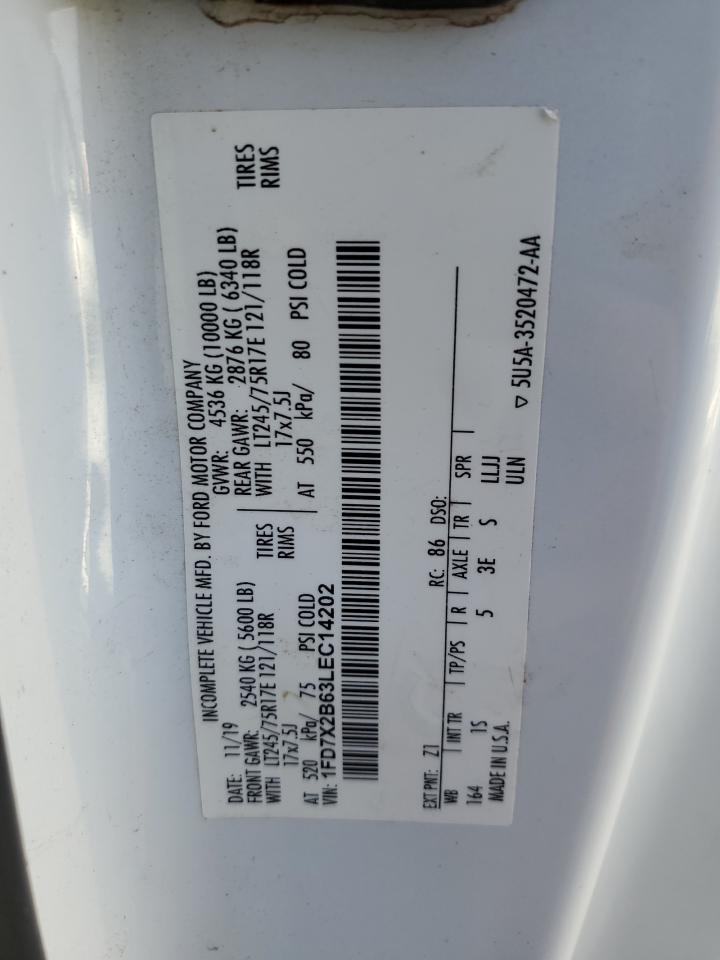 INCOMPLETE VEHICLE MFD. BY FORD MOTOR COMPANY
DATE: 11/19 GVWR: 4536 KG (10000 LB)
FRONT GAWR: 2540 KG ( 5600 LB) REAR GAWR: 2876 KG ( 6340 LB)
WITH LT245/75R17E 121/118R TIRES WITH LT245/75R17E 121/118R TIRES
17x7.5J RIMS 17x7.5J RIMS
AT 520 kPa/ 75 PSI COLD AT 550 kPa/ 80 PSI COLD
VIN: 1FD7X2B63LEC14202
EXT PNT: Z1 RC: 86 DSO:
WB INT TR TP/PS R AXLE TR SPR
164 1S 5 3E S LLJJ
MADE IN U.S.A. ULN
▽ 5U5A-3520472-AA